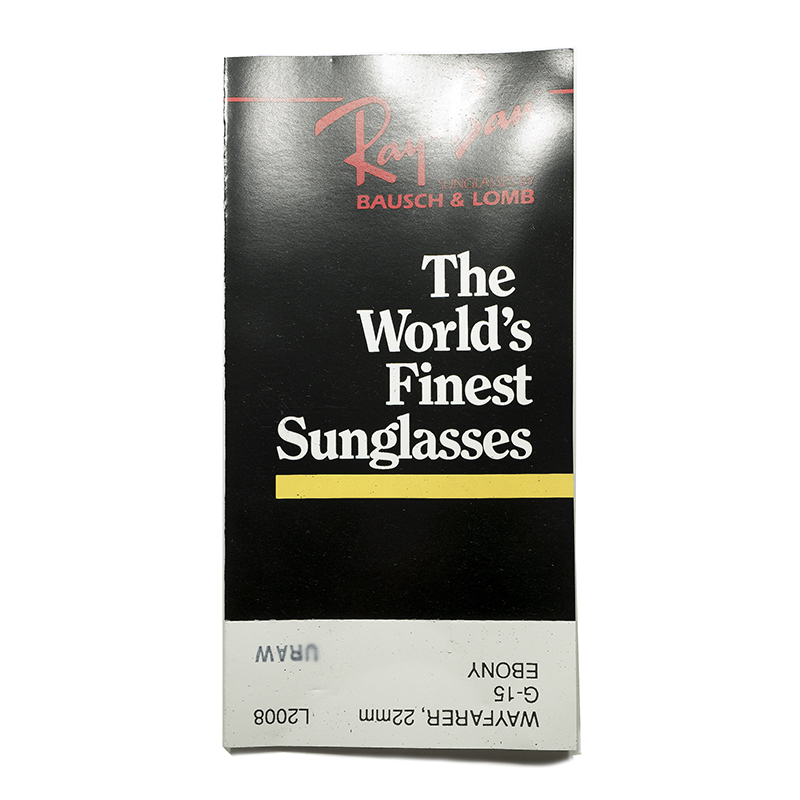 Ray-Ban
SUNGLASSES BY
BAUSCH & LOMB
The
World's
Finest
Sunglasses
WAYFARER, 22mm L2008
G-15
EBONY URAW